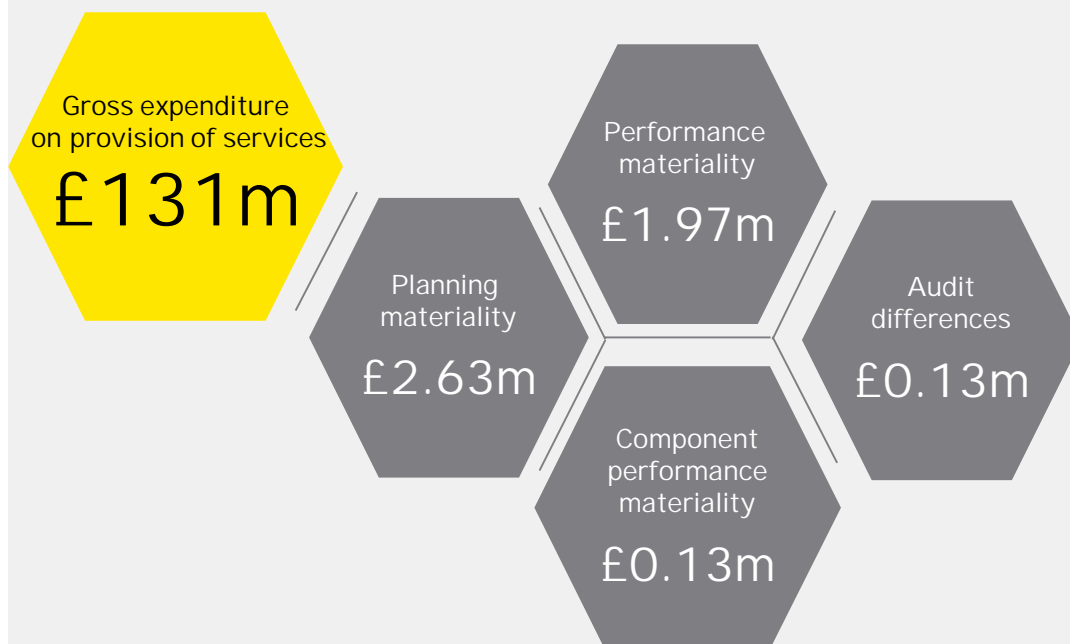 Gross expenditure
on provision of services
£131m
Planning
materiality
£2.63m
Performance
materiality
£1.97m
Component
performance
materiality
£0.13m
Audit
differences
£0.13m